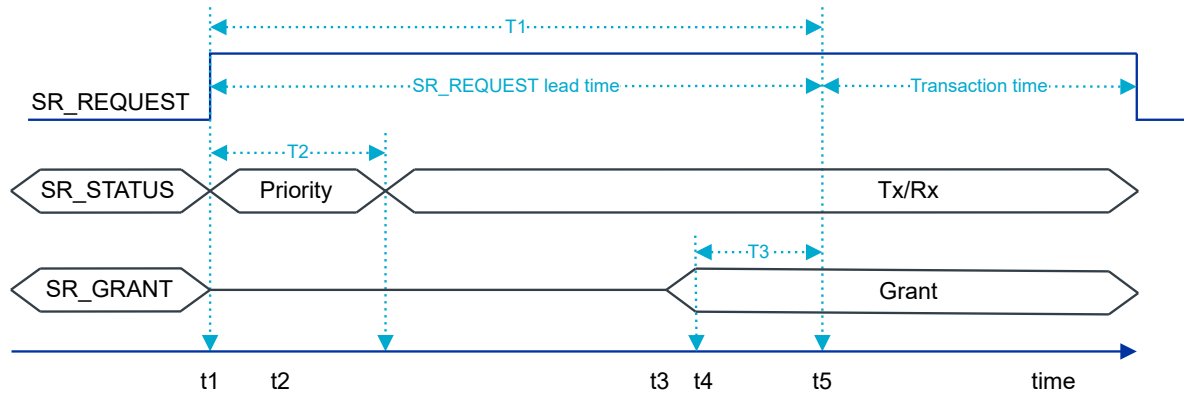 T1
SR_REQUEST
SR_REQUEST lead time
Transaction time
T2
SR_STATUS
Priority
Tx/Rx
T3
SR_GRANT
Grant
t1
t2
t3
t4
t5
time